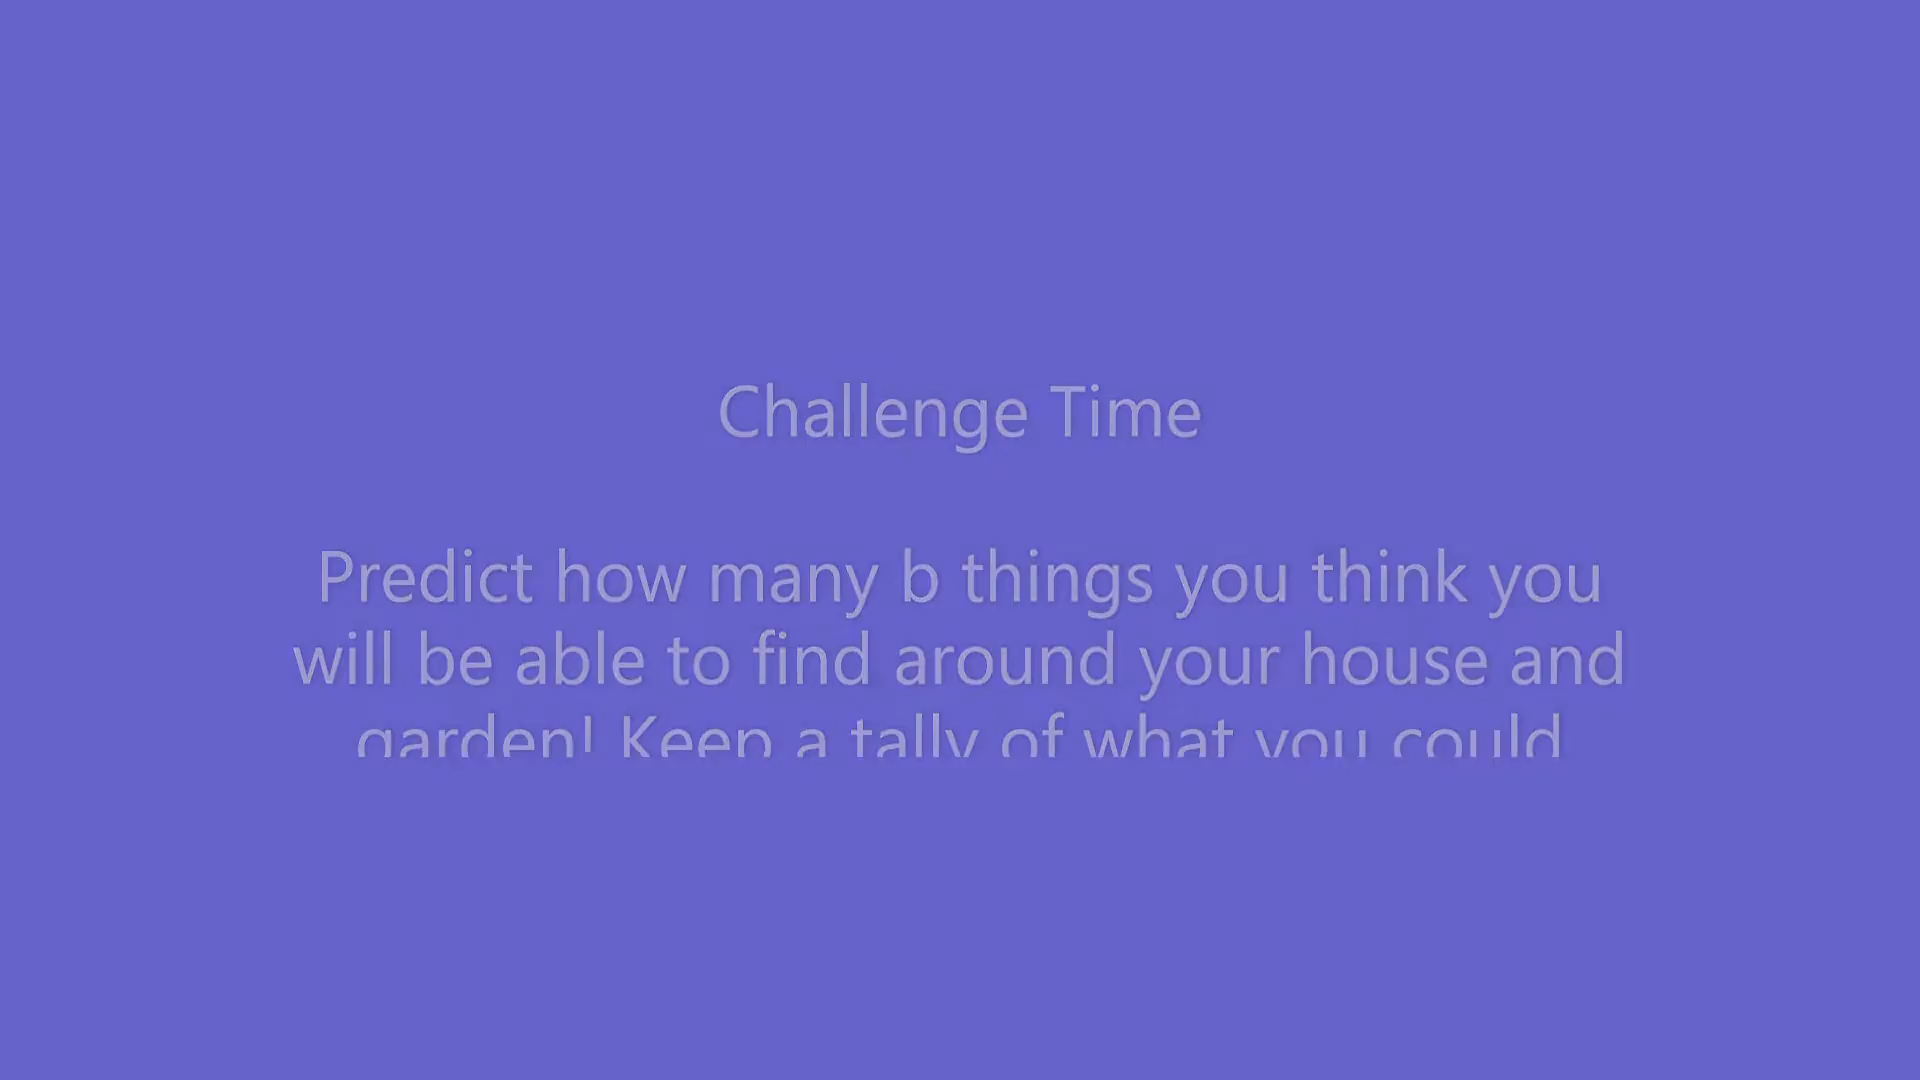 Challenge Time
Predict how many b things you think you
will be able to find around your house and
garden! Keep a tally of what you could